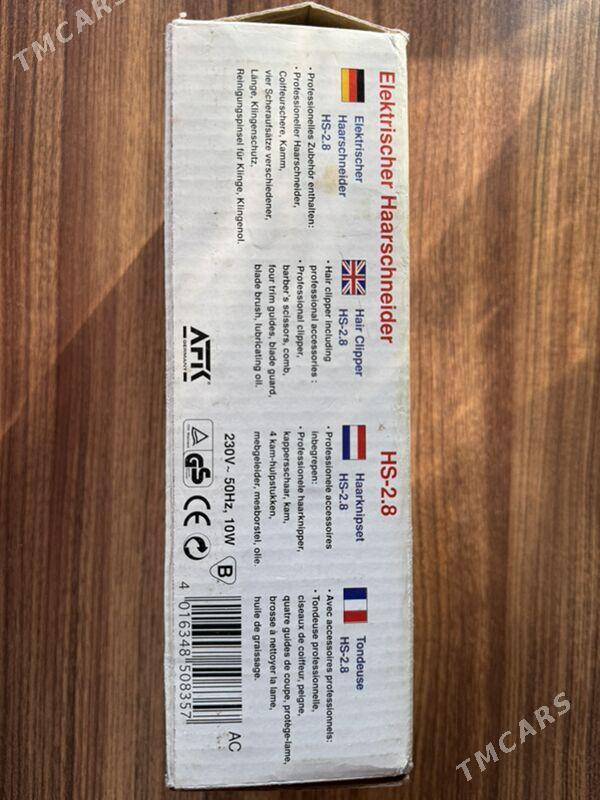 TMCARS
Elektrischer Haarschneider HS-2.8
Elektrischer
Haarschneider
HS-2.8
• Professionelles Zubehör enthalten:
• Professioneller Haarschneider,
Coiffeurschere, Kamm,
vier Scheraufsätze verschiedener,
Länge, Klingenschutz,
Reinigungspinsel für Klinge, Klingenol.
Hair Clipper
HS-2.8
• Hair clipper including
professional accessories :
• Professional clipper,
barber's scissors, comb,
four trim guides, blade guard,
blade brush, lubricating oil.
Haarknipset
HS-2.8
• Professionele accessoires
inbegrepen:
• Professionele haarknipper,
kappersschaar, kam,
4 kam-hulpstukken,
mebgeleider, mesborstel, olie.
Tondeuse
HS-2.8
• Avec accessoires professionnels:
• Tondeuse professionnelle,
ciseaux de coiffeur, peigne,
quatre guides de coupe, protège-lame,
brosse à nettoyer la lame,
huile de graissage.
AFK
GERMANY
230V~ 50Hz, 10W
B
GS CE
AC
4 016348 508357
TMCARS